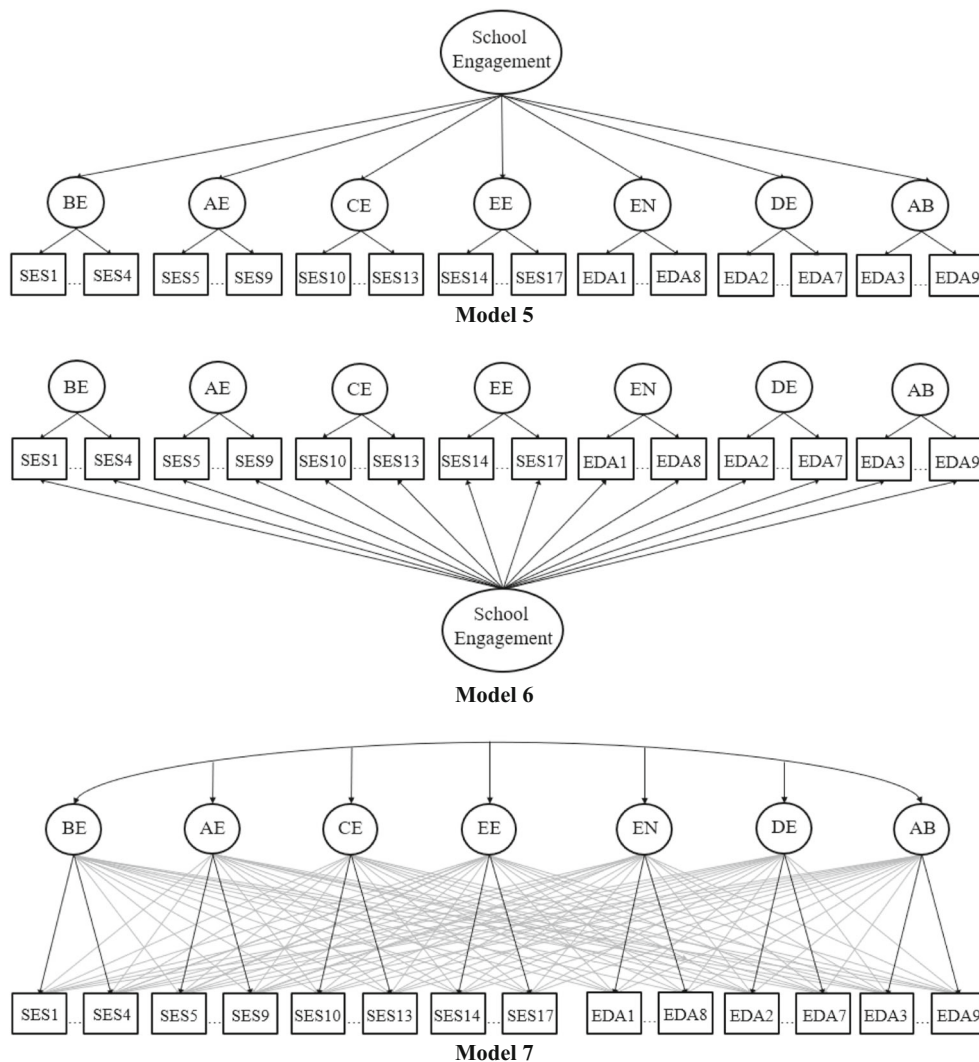 School
Engagement
BE AE CE EE EN DE AB
SES1 ... SES4 SES5 ... SES9 SES10 ... SES13 SES14 ... SES17 EDA1 ... EDA8 EDA2 ... EDA7 EDA3 ... EDA9
Model 5
BE AE CE EE EN DE AB
SES1 ... SES4 SES5 ... SES9 SES10 ... SES13 SES14 ... SES17 EDA1 ... EDA8 EDA2 ... EDA7 EDA3 ... EDA9
School
Engagement
Model 6
BE AE CE EE EN DE AB
SES1 ... SES4 SES5 ... SES9 SES10 ... SES13 SES14 ... SES17 EDA1 ... EDA8 EDA2 ... EDA7 EDA3 ... EDA9
Model 7